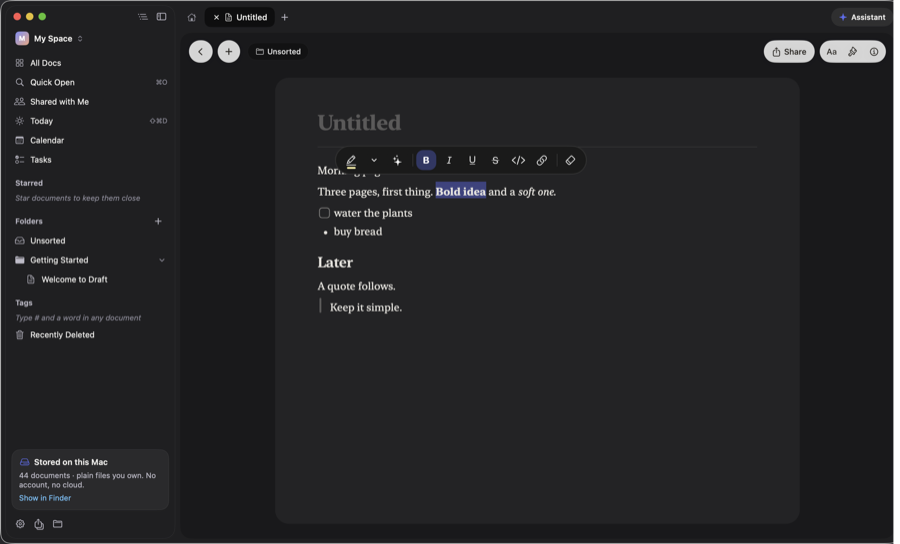 Untitled
Assistant
M My Space
Unsorted
Share
Aa
All Docs
Quick Open ⌘O
Shared with Me
Today ⇧⌘D
Calendar
Tasks
Starred
Star documents to keep them close
Folders
Unsorted
Getting Started
Welcome to Draft
Tags
Type # and a word in any document
Recently Deleted
Stored on this Mac
44 documents · plain files you own. No
account, no cloud.
Show in Finder
Untitled
B I U S </>
Three pages, first thing. Bold idea and a soft one.
water the plants
• buy bread
Later
A quote follows.
Keep it simple.